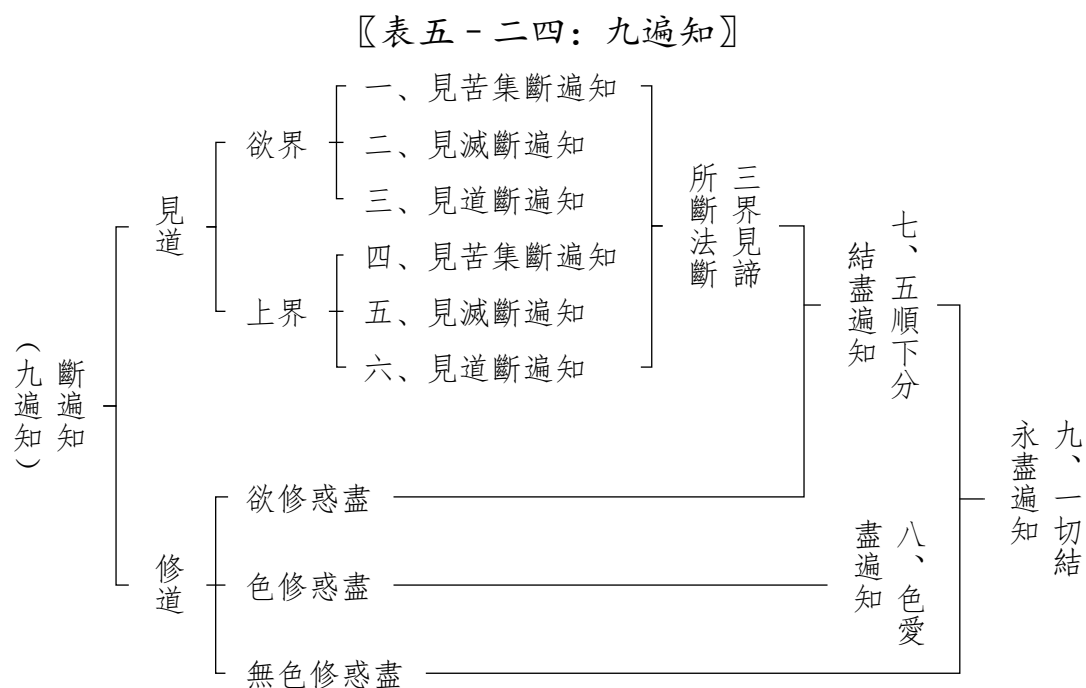 〖表五－二四：九遍知〗
斷遍知
（九遍知）
見道
欲界
一、見苦集斷遍知
二、見滅斷遍知
三、見道斷遍知
上界
四、見苦集斷遍知
五、見滅斷遍知
六、見道斷遍知
三界見諦
所斷法斷
修道
欲修惑盡
色修惑盡
無色修惑盡
七、五順下分
結盡遍知
八、色愛
盡遍知
九、一切結
永盡遍知